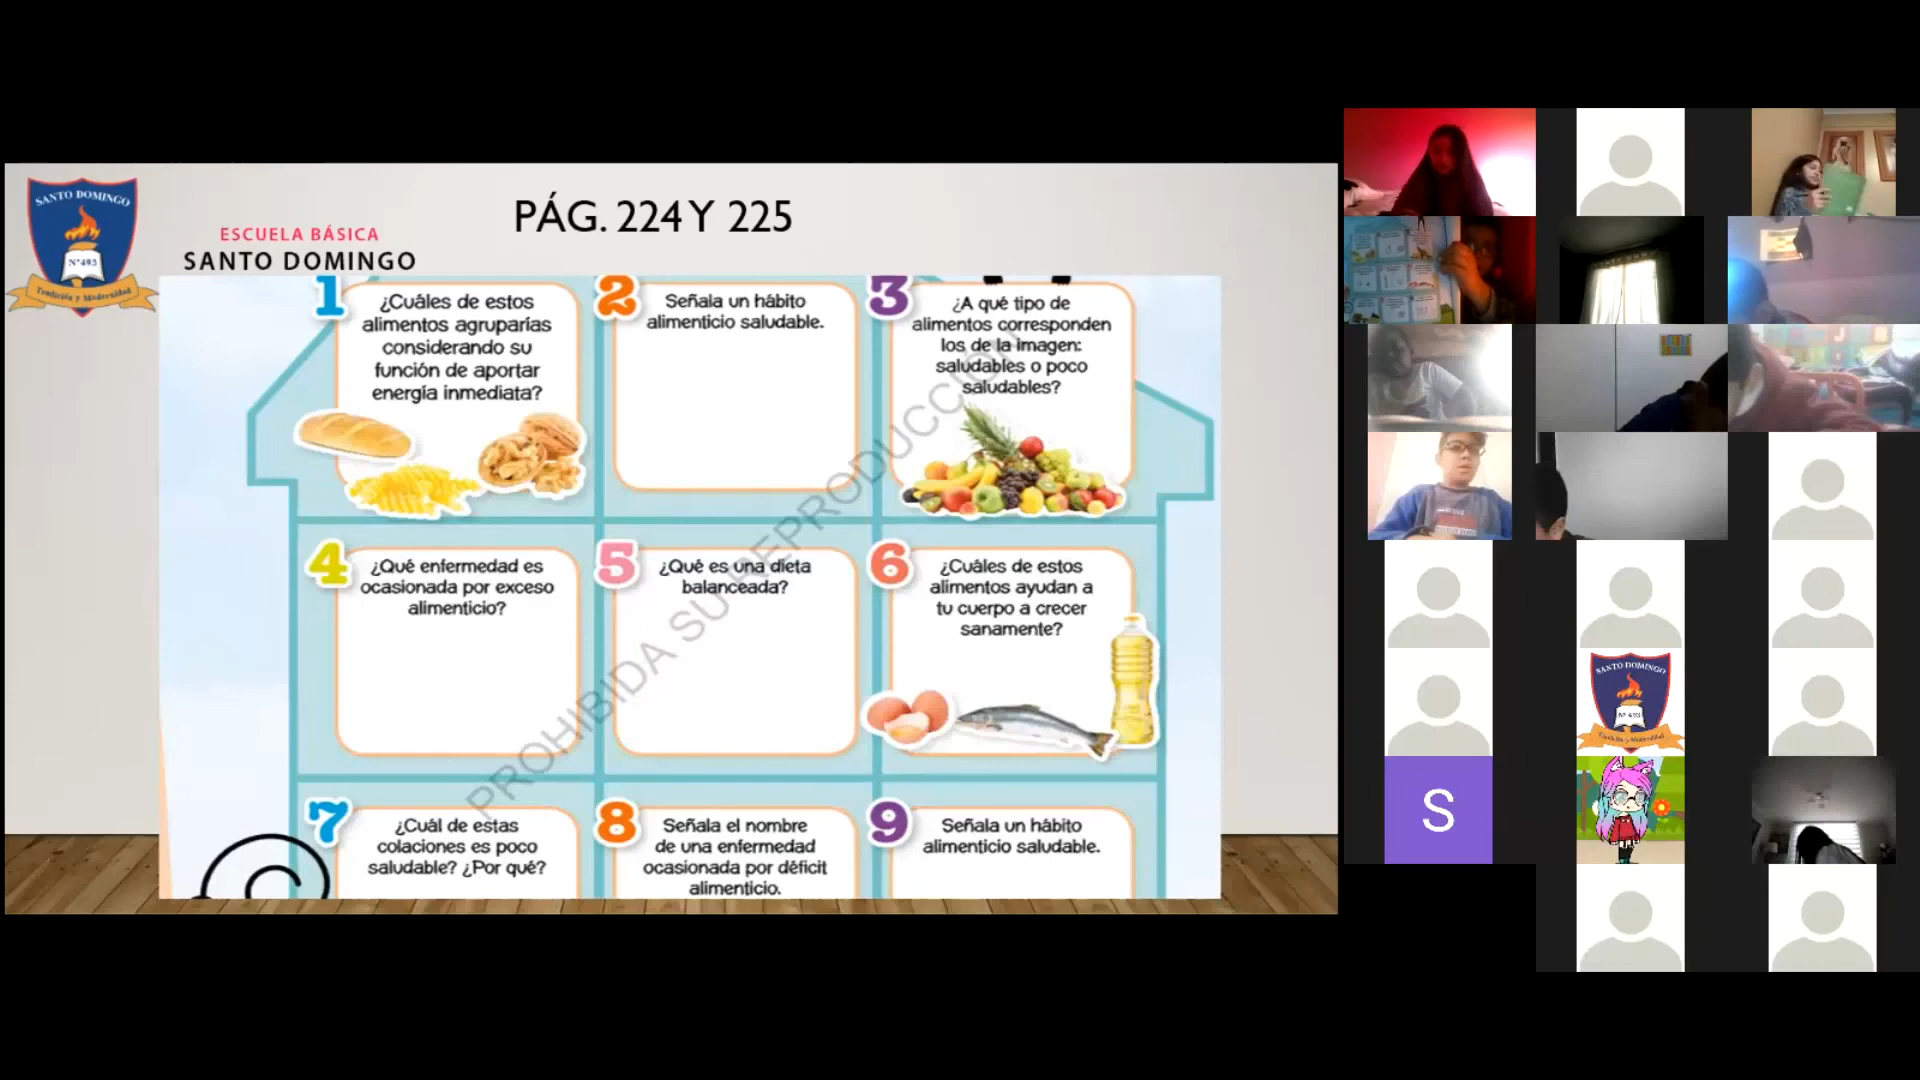 SANTO DOMINGO
N°493
Tradición y Modernidad
ESCUELA BÁSICA
SANTO DOMINGO
PÁG. 224 Y 225
1
¿Cuáles de estos
alimentos agruparías
considerando su
función de aportar
energía inmediata?
2
Señala un hábito
alimenticio saludable.
3
¿A qué tipo de
alimentos corresponden
los de la imagen:
saludables o poco
saludables?
4
¿Qué enfermedad es
ocasionada por exceso
alimenticio?
5
¿Qué es una dieta
balanceada?
6
¿Cuáles de estos
alimentos ayudan a
tu cuerpo a crecer
sanamente?
7
¿Cuál de estas
colaciones es poco
saludable? ¿Por qué?
8
Señala el nombre
de una enfermedad
ocasionada por déficit
alimenticio.
9
Señala un hábito
alimenticio saludable.
PROHIBIDA SU REPRODUCCIÓN
SANTO DOMINGO
N°493
Tradición y Modernidad
S